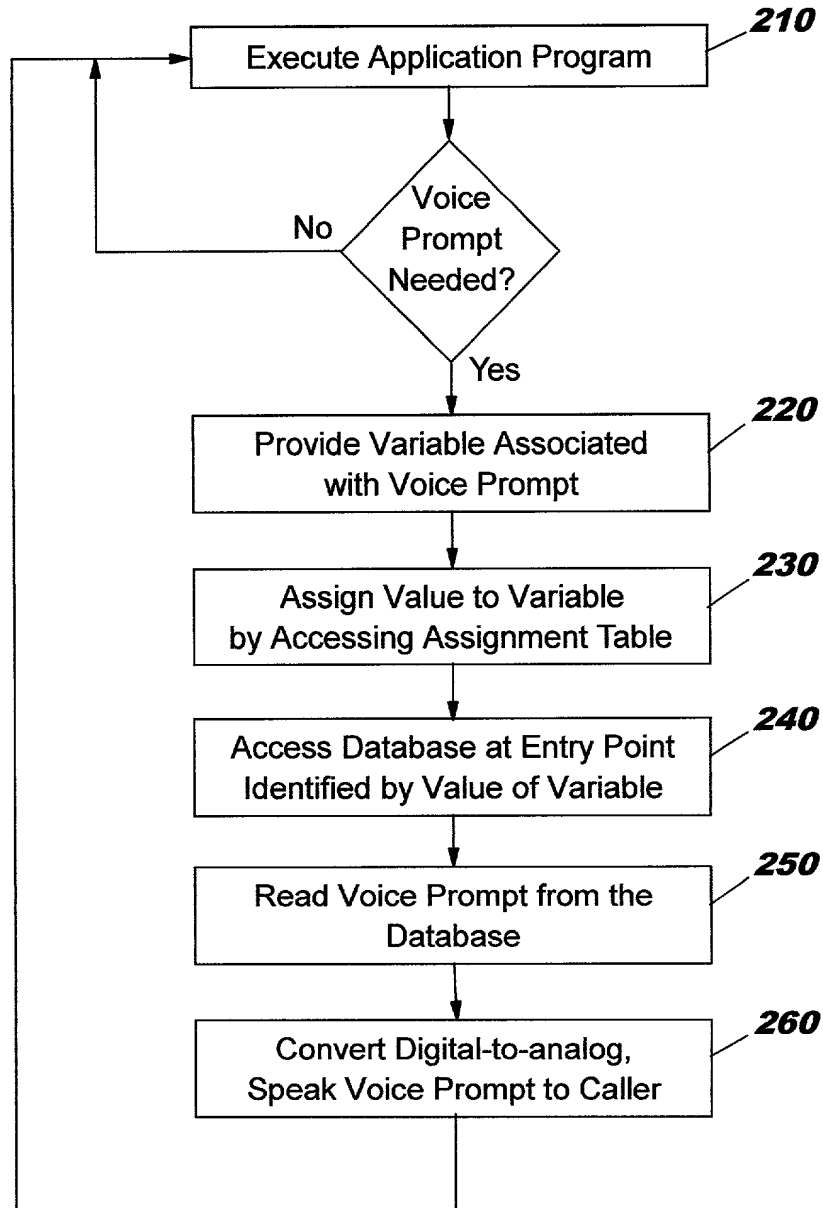 210
Execute Application Program
Voice
Prompt
Needed?
No
Yes
220
Provide Variable Associated
with Voice Prompt
230
Assign Value to Variable
by Accessing Assignment Table
240
Access Database at Entry Point
Identified by Value of Variable
250
Read Voice Prompt from the
Database
260
Convert Digital-to-analog,
Speak Voice Prompt to Caller